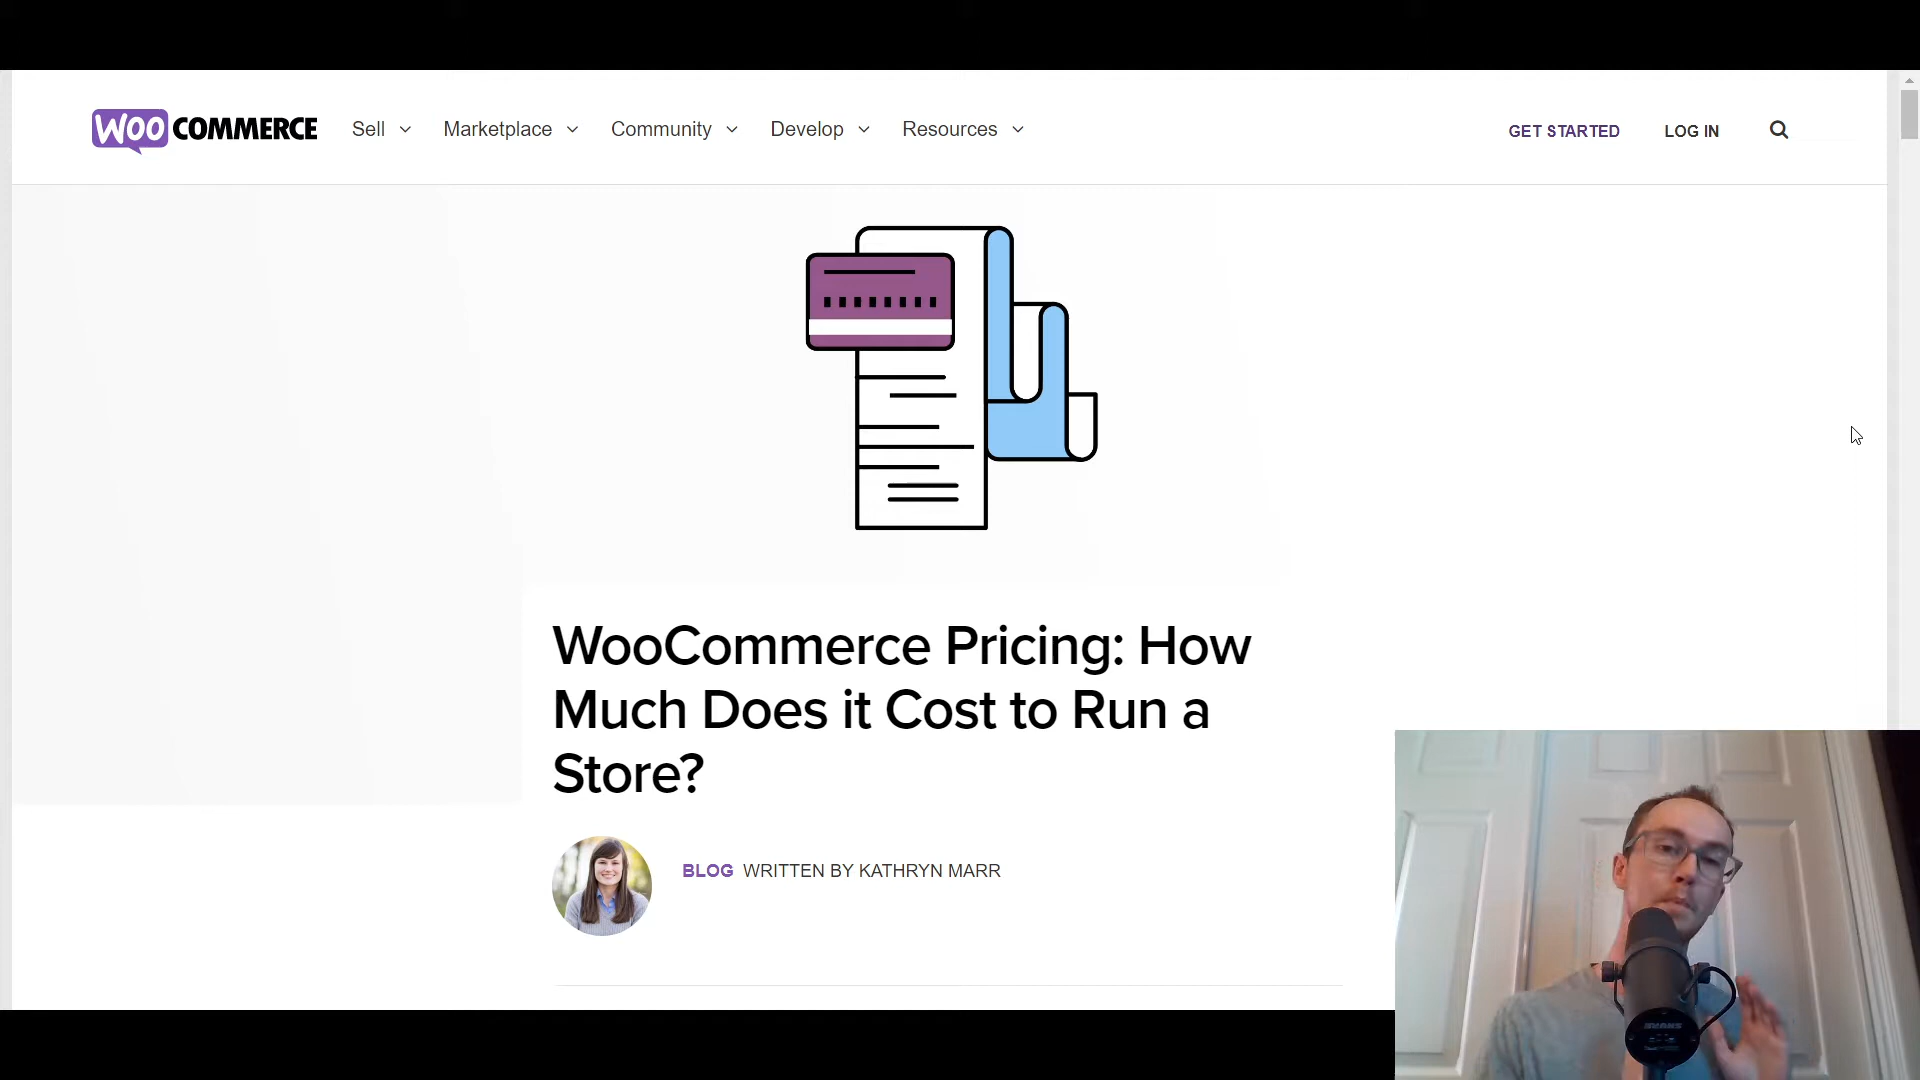 WOO COMMERCE Sell Marketplace Community Develop Resources GET STARTED LOG IN
WooCommerce Pricing: How
Much Does it Cost to Run a
Store?
BLOG WRITTEN BY KATHRYN MARR